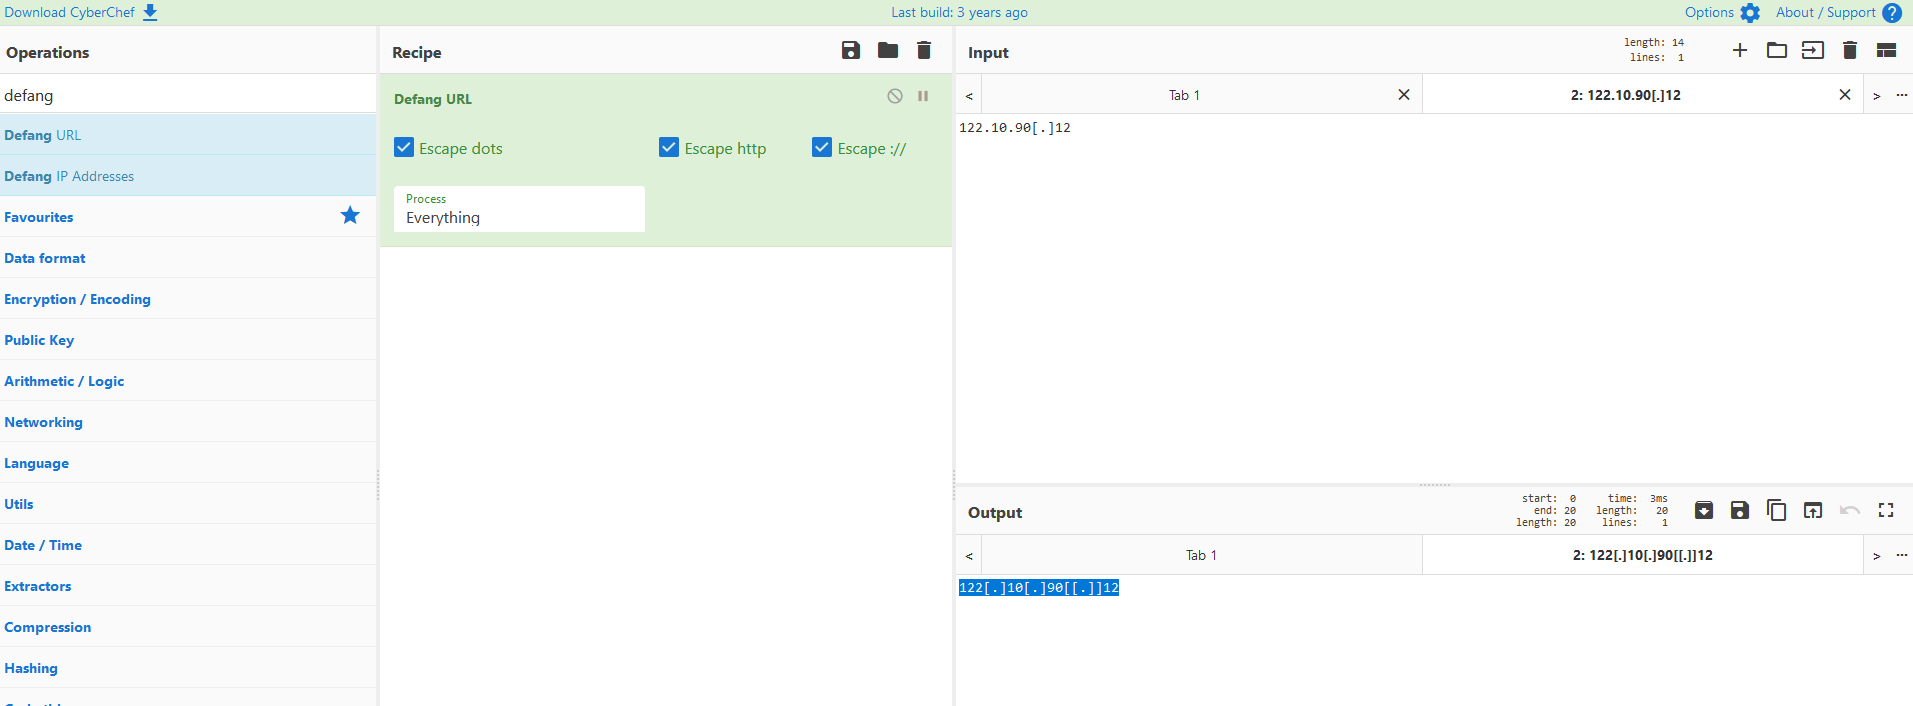 Download CyberChef
Last build: 3 years ago
Options
About / Support
Operations
defang
Defang URL
Defang IP Addresses
Favourites
Data format
Encryption / Encoding
Public Key
Arithmetic / Logic
Networking
Language
Utils
Date / Time
Extractors
Compression
Hashing
Recipe
Defang URL
Escape dots
Escape http
Escape ://
Process
Everything
Input
length: 14
lines: 1
< Tab 1
2: 122.10.90[.]12
> ...
122.10.90[.]12
Output
start: 0 time: 3ms
end: 20 length: 20
length: 20 lines: 1
< Tab 1
2: 122[.]10[.]90[[.]]12
> ...
122[.]10[.]90[[.]]12